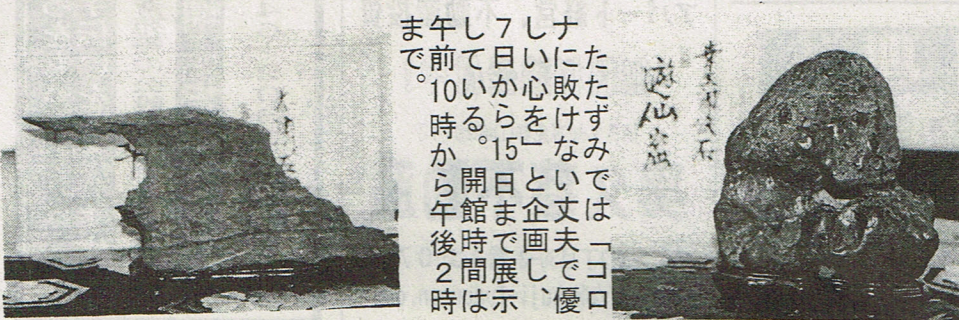 たたずみでは「コロ
ナに敗けない丈夫で優
しい心を」と企画し、
7日から15日まで展示
している。開館時間は
午前10時から午後2時
まで。
遊仙窟